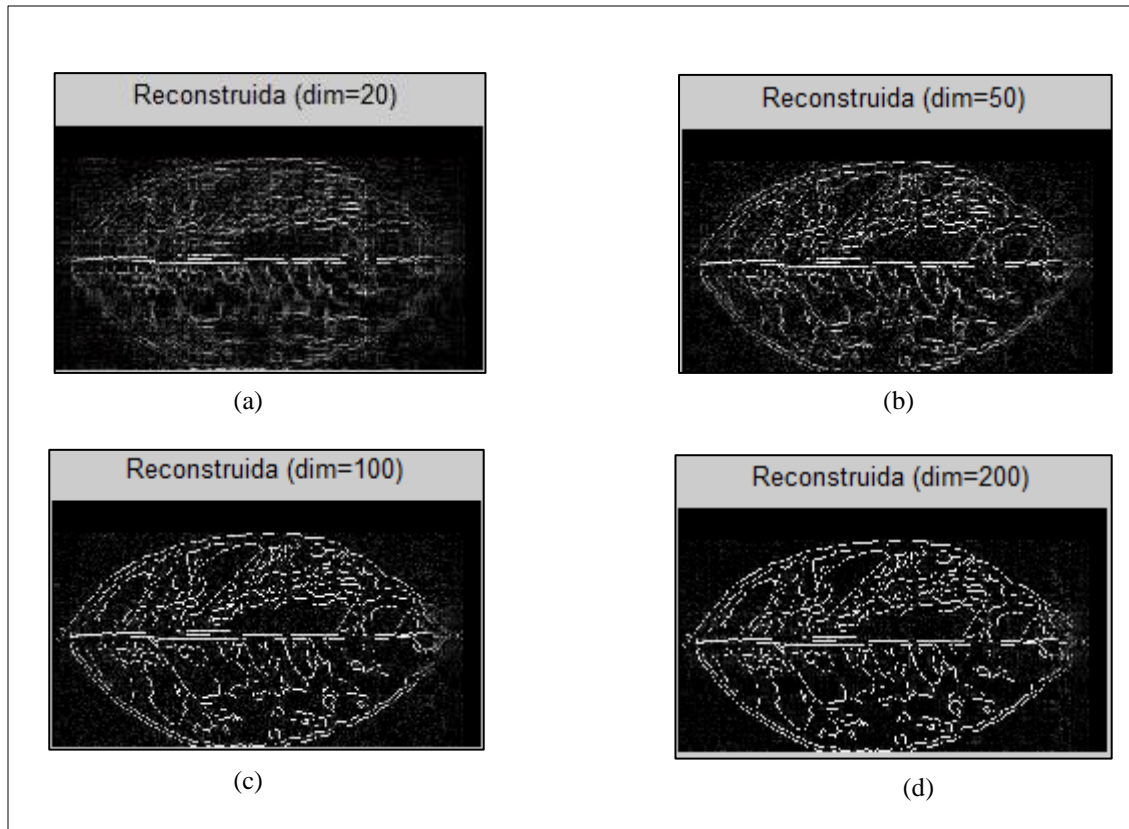 Reconstruida (dim=20)
Reconstruida (dim=50)
(a)
(b)
Reconstruida (dim=100)
Reconstruida (dim=200)
(c)
(d)